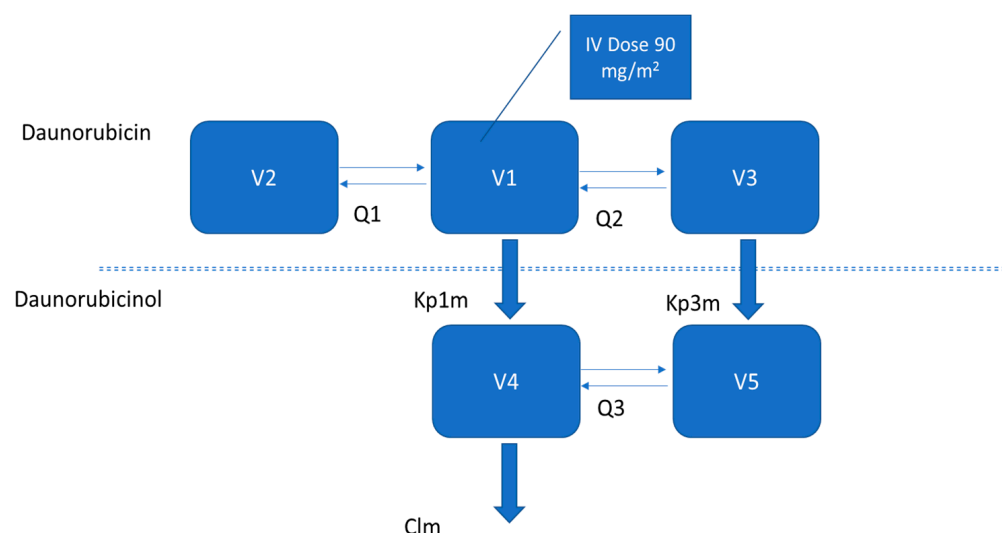 IV Dose 90
mg/m²
Daunorubicin
V2
V1
V3
Q1
Q2
Daunorubicinol
Kp1m
Kp3m
V4
V5
Q3
Clm